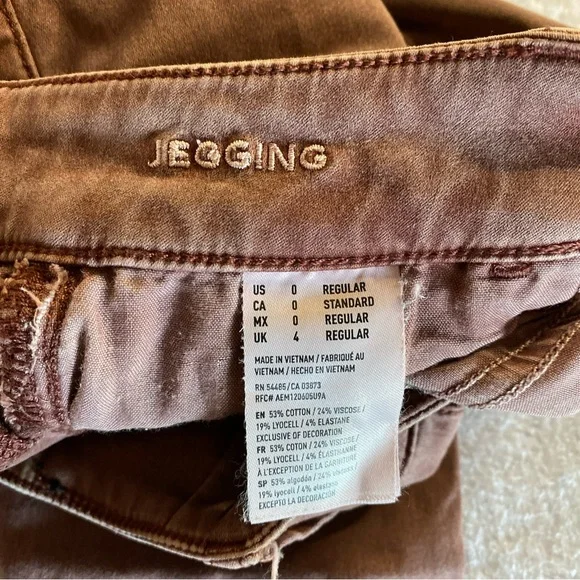 JEGGING
US 0 REGULAR
CA 0 STANDARD
MX 0 REGULAR
UK 4 REGULAR
MADE IN VIETNAM / FABRIQUÉ AU
VIETNAM / HECHO EN VIETNAM
RN 54485/CA 03873
RFC# AEM120605U9A
EN 53% COTTON / 24% VISCOSE /
19% LYOCELL / 4% ELASTANE
EXCLUSIVE OF DECORATION
FR 53% COTON / 24% VISCOSE /
19% LYOCELL / 4% ÉLASTHANNE
À L'EXCEPTION DE LA GARNITURE
SP 53% algodón / 24% viscosa
19% lyocell / 4% elastano
EXCEPTO LA DECORACIÓN